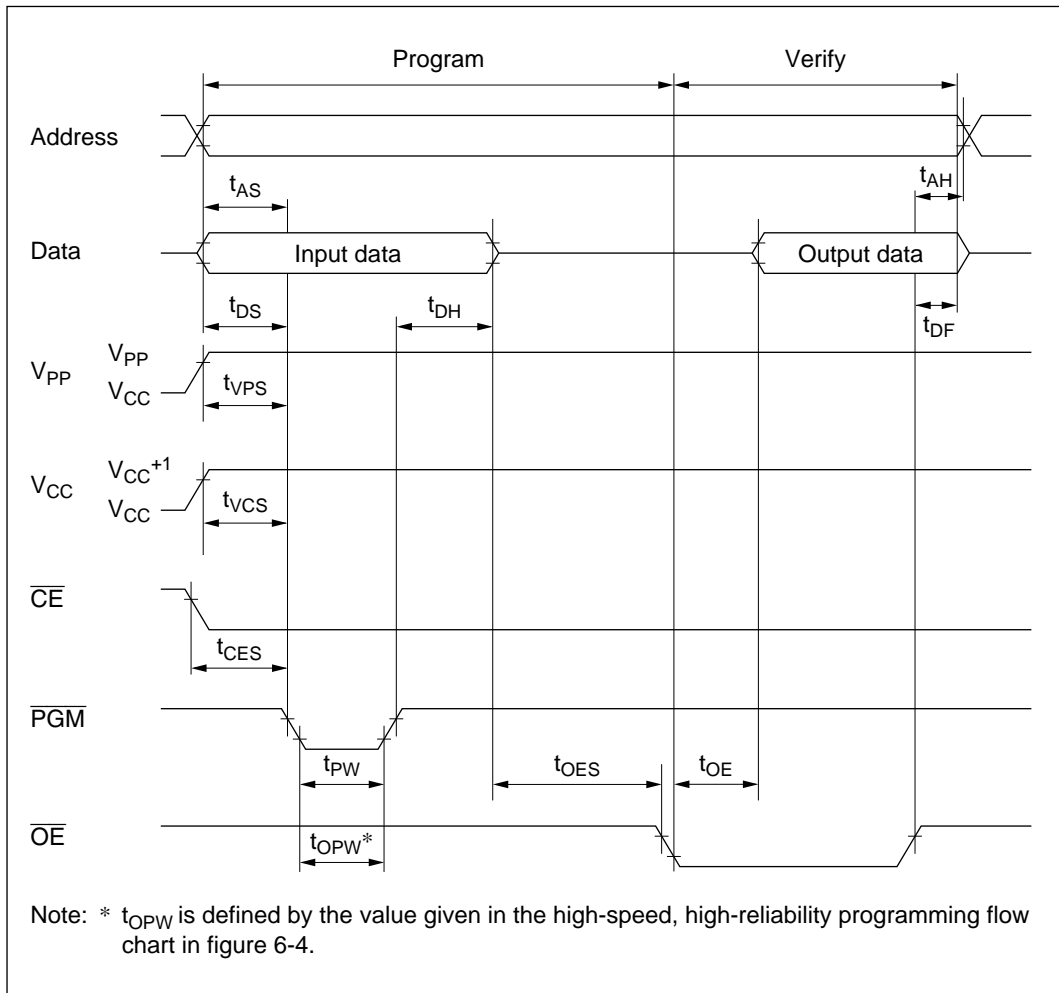 Program Verify
Address
tAS
tAH
Data Input data Output data
tDS tDH
tDF
VPP VPP
VCC
tVPS
VCC VCC+1
VCC
tVCS
CE
tCES
PGM
tPW tOES tOE
OE
tOPW*
Note: * tOPW is defined by the value given in the high-speed, high-reliability programming flow
chart in figure 6-4.